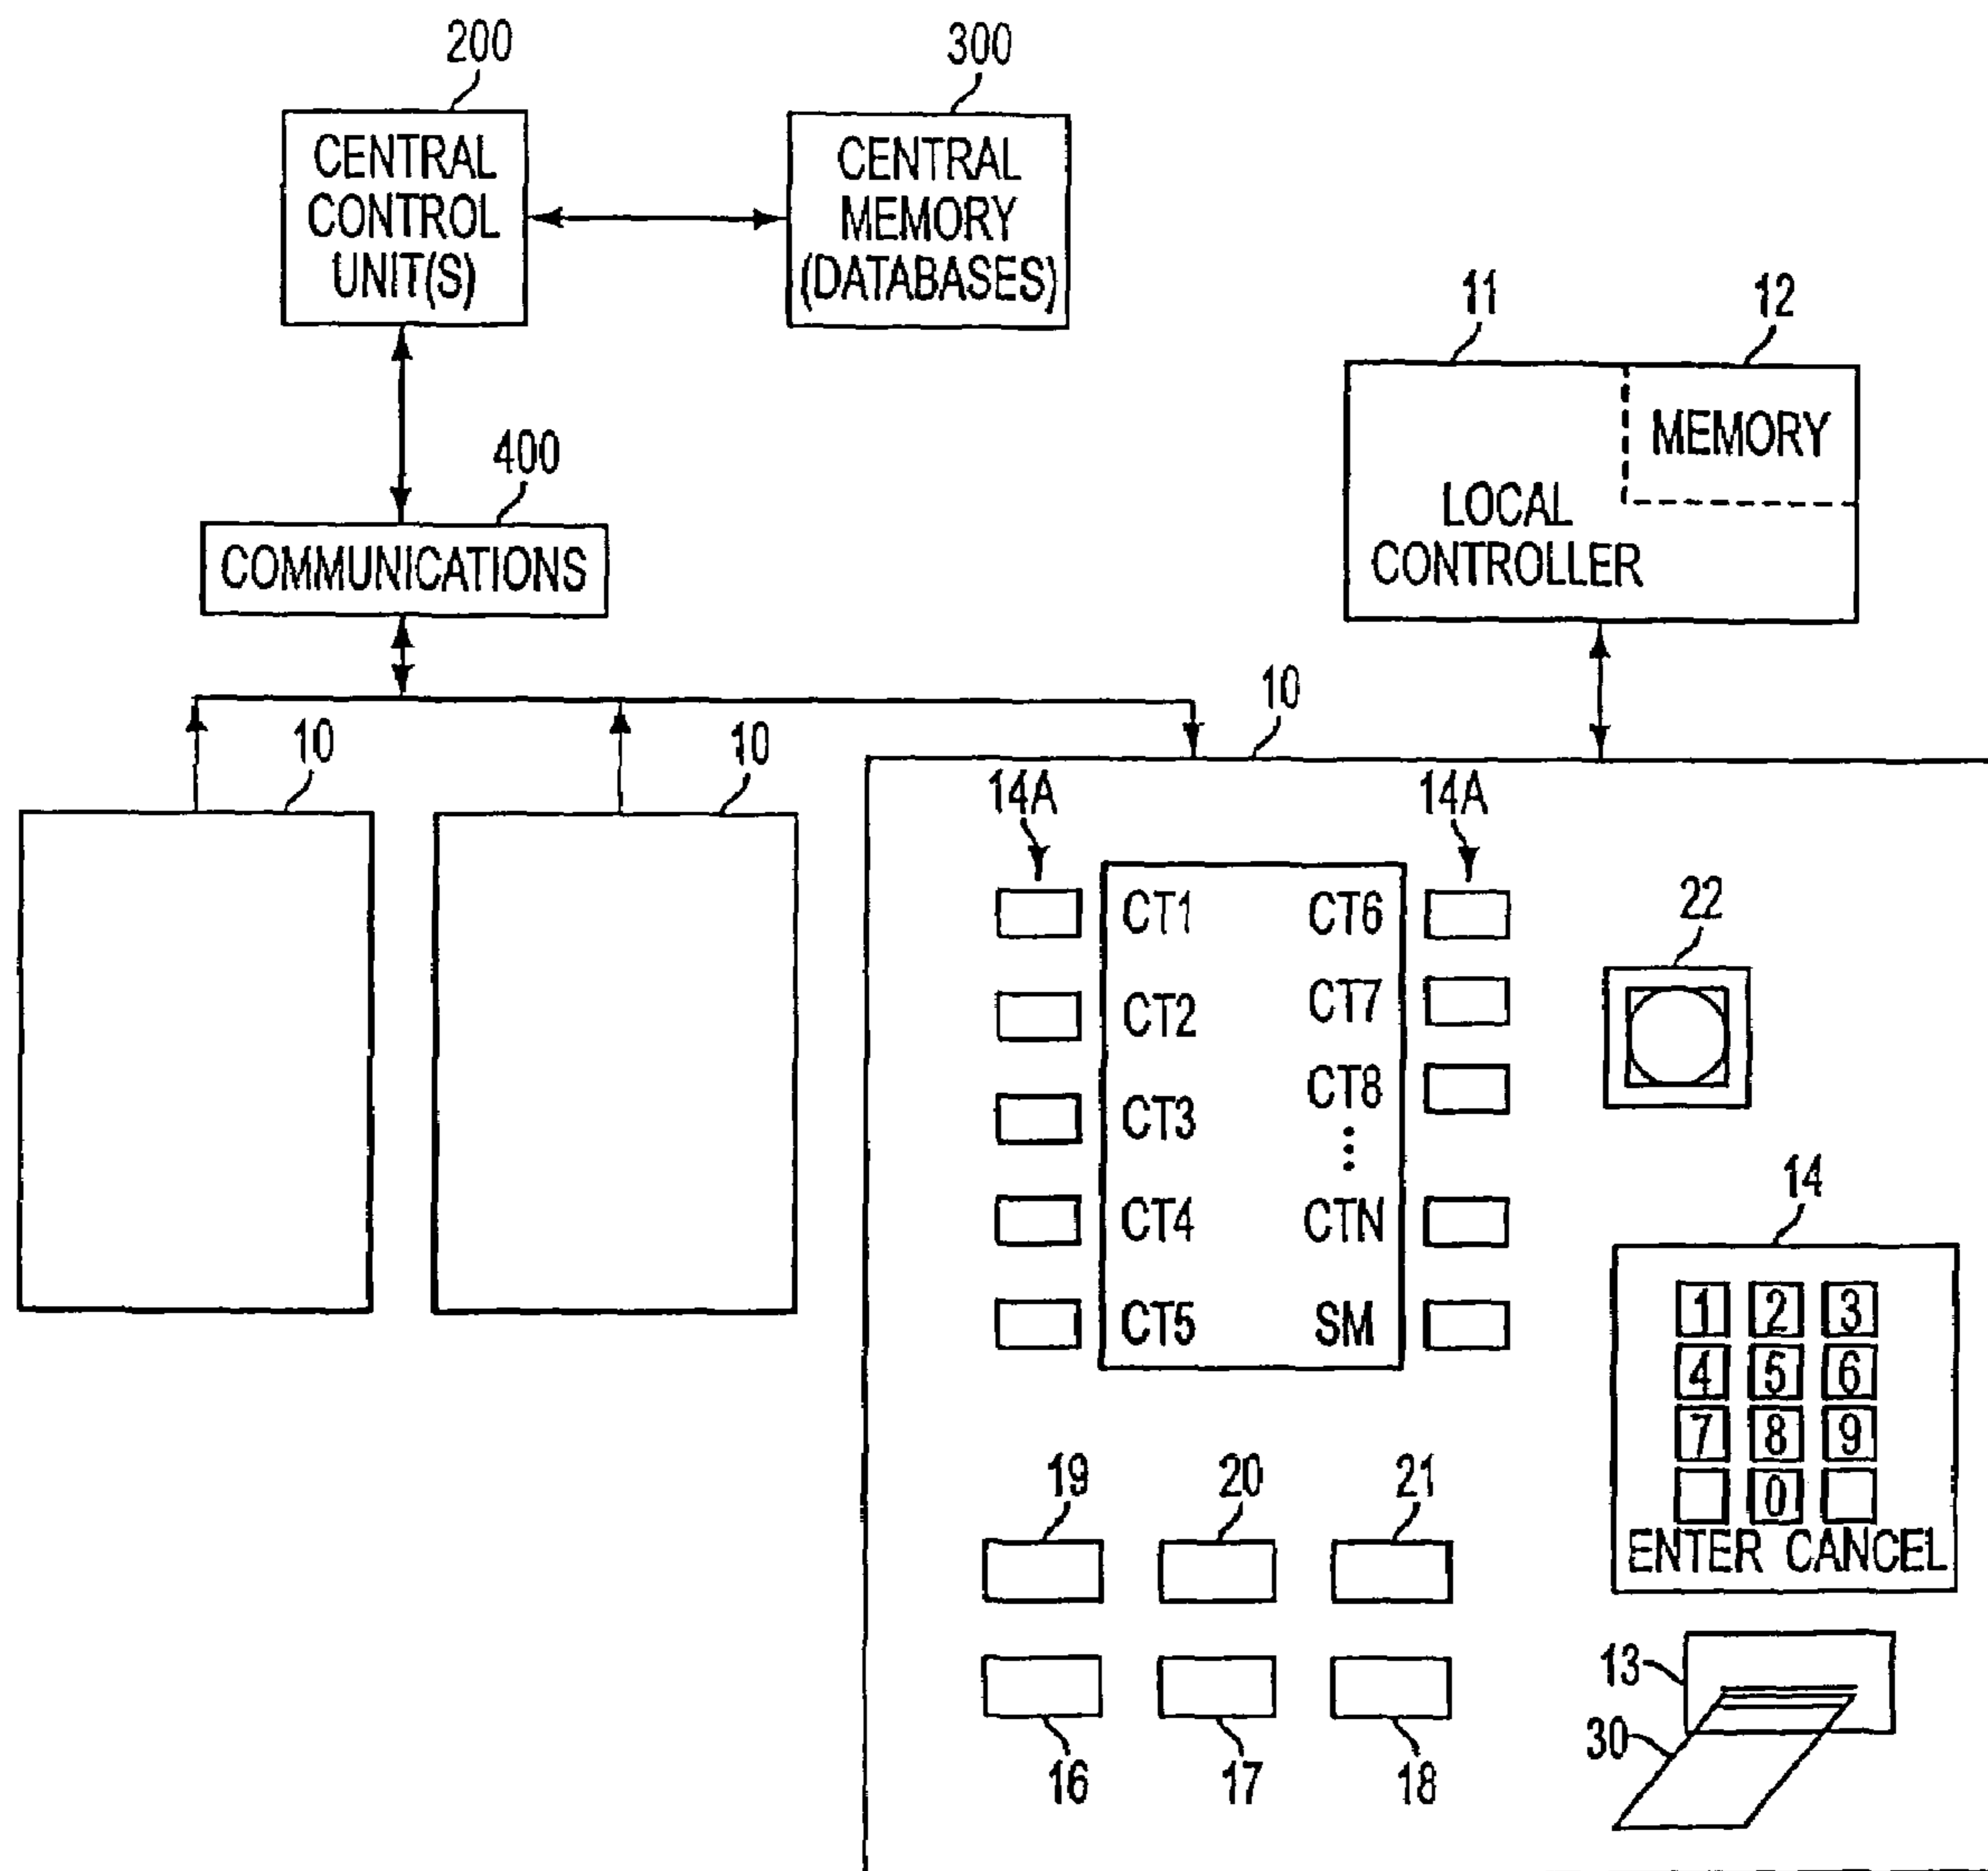 200
300
CENTRAL
CONTROL
UNIT(S)
CENTRAL
MEMORY
(DATABASES)
11
12
MEMORY
LOCAL
CONTROLLER
400
COMMUNICATIONS
10
10
10
14A
14A
CT1
CT2
CT3
CT4
CT5
CT6
CT7
CT8
CTN
SM
22
14
1 2 3
4 5 6
7 8 9
0
ENTER CANCEL
19 20 21
16 17 18
13
30